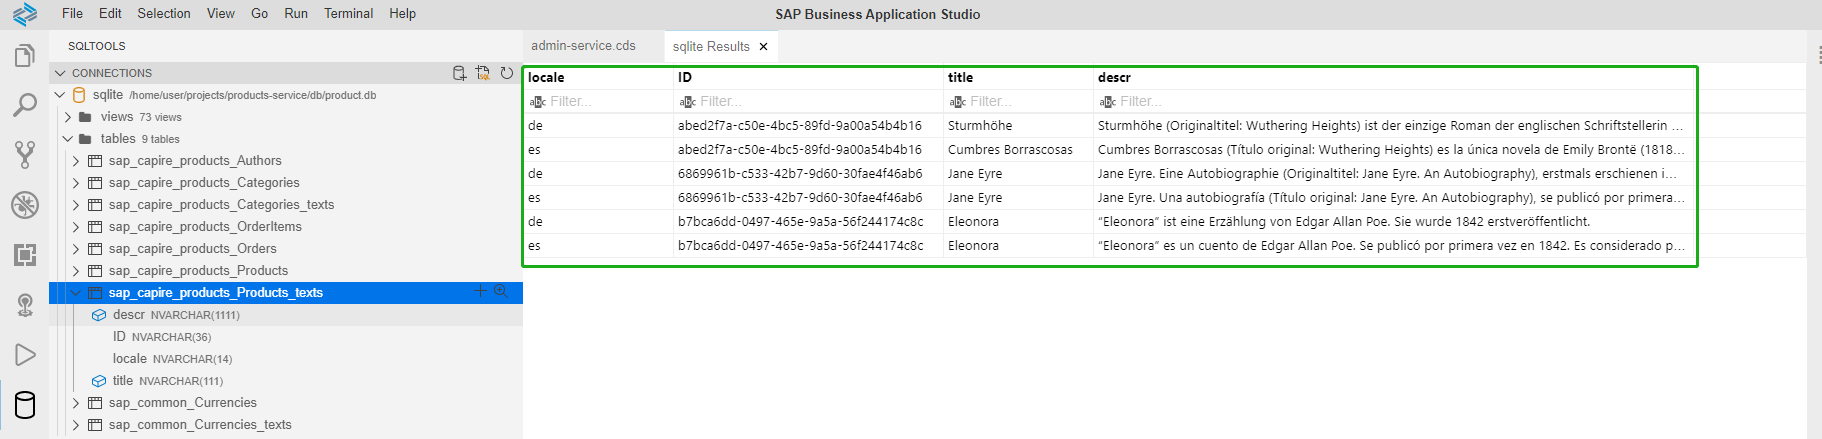 File Edit Selection View Go Run Terminal Help SAP Business Application Studio
SQLTOOLS
admin-service.cds sqlite Results
CONNECTIONS
sqlite /home/user/projects/products-service/db/product.db
views 73 views
tables 9 tables
sap_capire_products_Authors
sap_capire_products_Categories
sap_capire_products_Categories_texts
sap_capire_products_OrderItems
sap_capire_products_Orders
sap_capire_products_Products
sap_capire_products_Products_texts
descr NVARCHAR(1111)
ID NVARCHAR(36)
locale NVARCHAR(14)
title NVARCHAR(111)
sap_common_Currencies
sap_common_Currencies_texts
locale ID title descr
abc Filter... abc Filter... abc Filter... abc Filter...
de abed2f7a-c50e-4bc5-89fd-9a00a54b4b16 Sturmhöhe Sturmhöhe (Originaltitel: Wuthering Heights) ist der einzige Roman der englischen Schriftstellerin ...
es abed2f7a-c50e-4bc5-89fd-9a00a54b4b16 Cumbres Borrascosas Cumbres Borrascosas (Título original: Wuthering Heights) es la única novela de Emily Brontë (1818...
de 6869961b-c533-42b7-9d60-30fae4f46ab6 Jane Eyre Jane Eyre. Eine Autobiographie (Originaltitel: Jane Eyre. An Autobiography), erstmals erschienen i...
es 6869961b-c533-42b7-9d60-30fae4f46ab6 Jane Eyre Jane Eyre. Una autobiografía (Título original: Jane Eyre. An Autobiography), se publicó por primera...
de b7bca6dd-0497-465e-9a5a-56f244174c8c Eleonora “Eleonora” ist eine Erzählung von Edgar Allan Poe. Sie wurde 1842 erstveröffentlicht.
es b7bca6dd-0497-465e-9a5a-56f244174c8c Eleonora “Eleonora” es un cuento de Edgar Allan Poe. Se publicó por primera vez en 1842. Es considerado p...